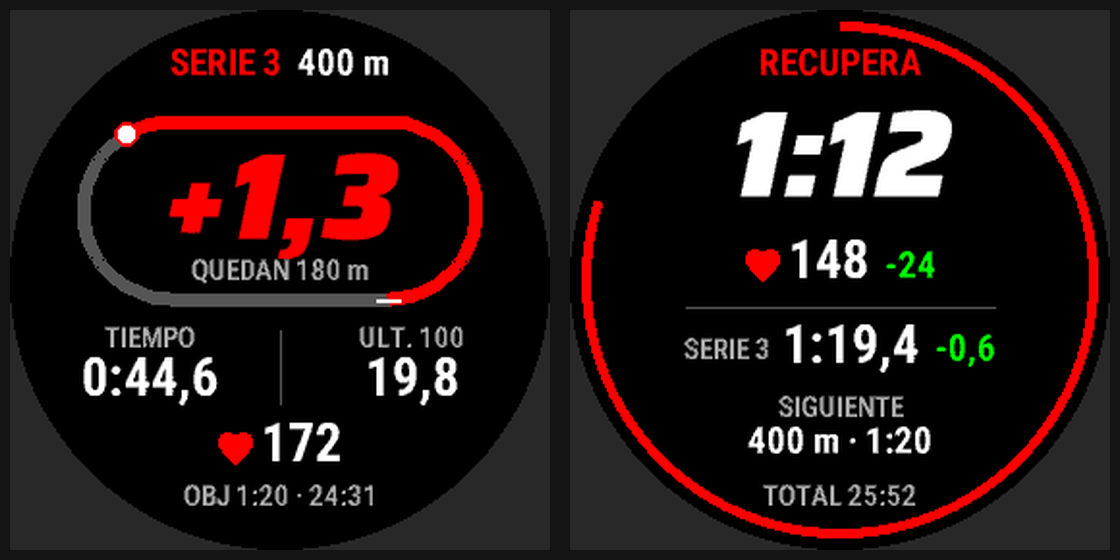 SERIE 3 400 m
+1,3
QUEDAN 180 m
TIEMPO ULT. 100
0:44,6 19,8
172
OBJ 1:20 · 24:31
RECUPERA
1:12
148 -24
SERIE 3 1:19,4 -0,6
SIGUIENTE
400 m · 1:20
TOTAL 25:52